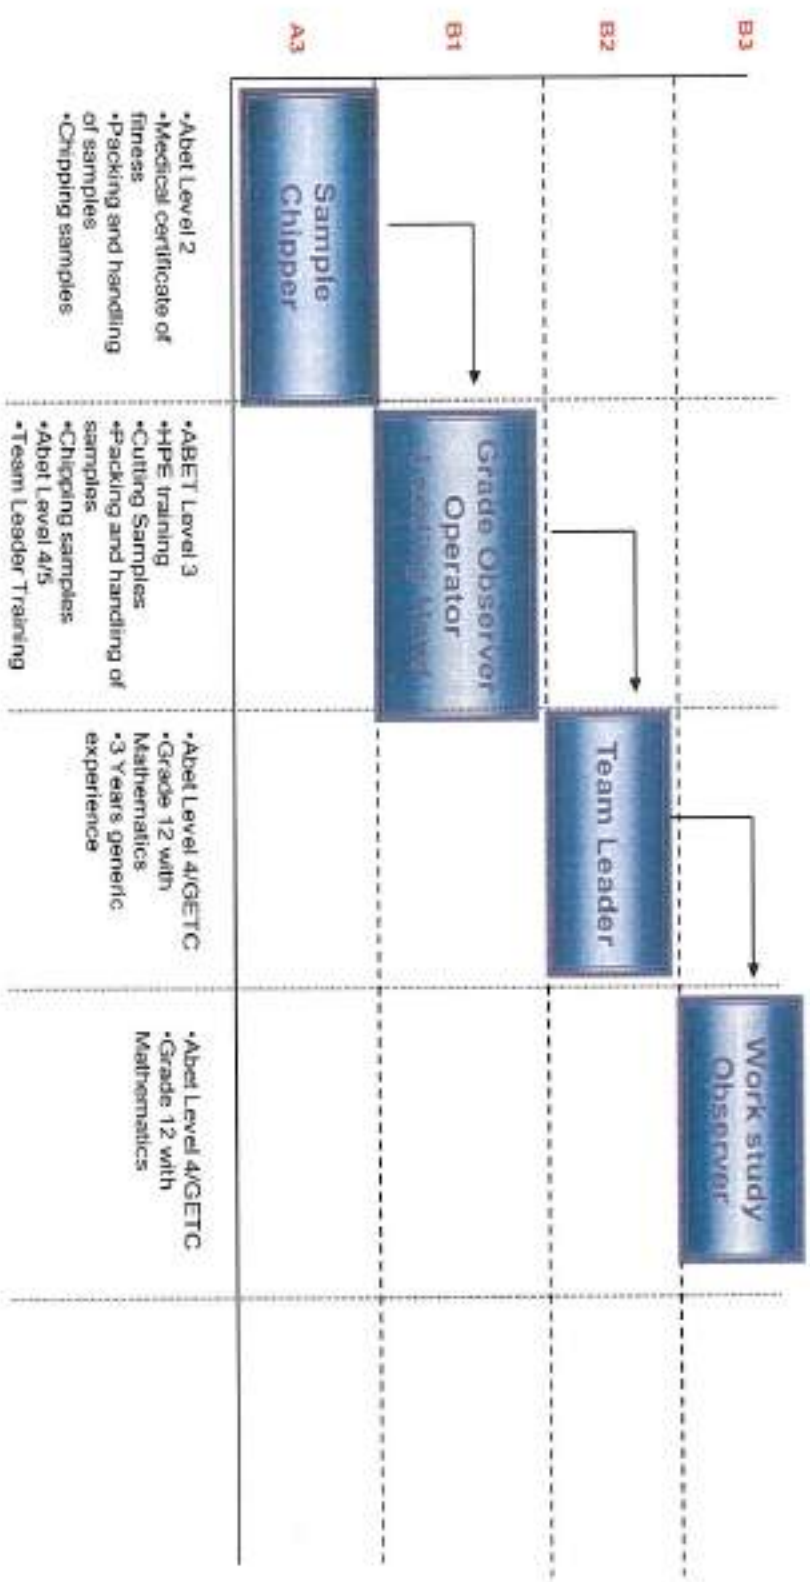 B3
B2
B1
A3
Work study
Observer
Team Leader
Grade Observer
Operator
Sample
Chipper
•Abet Level 2
•Medical certificate of
fitness
•Packing and handling
of samples
•Chipping samples
•ABET Level 3
•HPE training
•Cutting Samples
•Packing and handling of
samples
•Chipping samples
•Abet Level 4/5
•Team Leader Training
•Abet Level 4/GETC
•Grade 12 with
Mathematics
•3 Years generic
experience
•Abet Level 4/GETC
•Grade 12 with
Mathematics